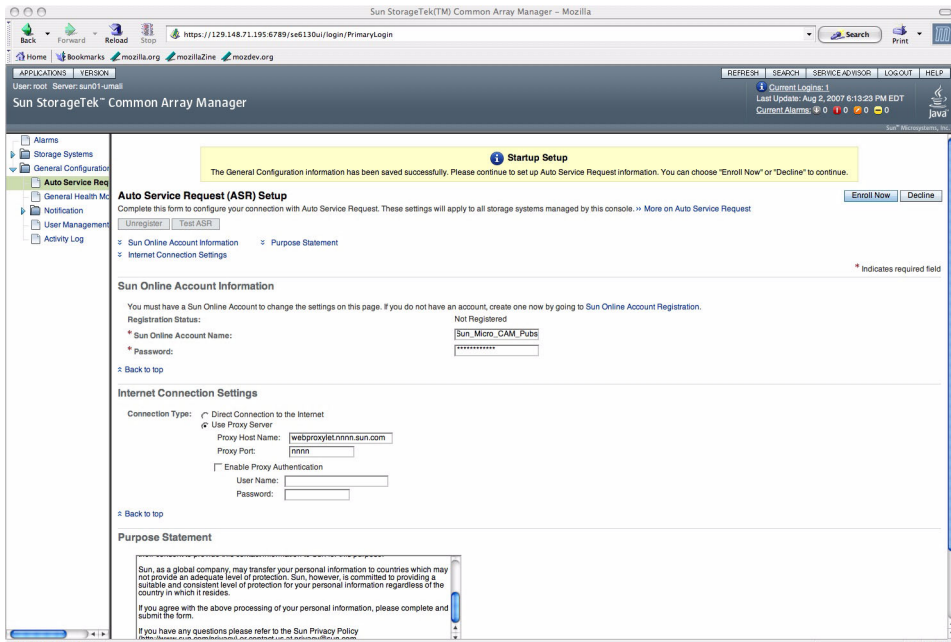 Sun StorageTek(TM) Common Array Manager – Mozilla
Back Forward Reload Stop https://129.148.71.195:6789/se6130ui/login/PrimaryLogin Search Print
Home Bookmarks mozilla.org mozillaZine mozdev.org
APPLICATIONS VERSION REFRESH SEARCH SERVICE ADVISOR LOG OUT HELP
User: root Server: sun01-umall
Current Logins: 1
Sun StorageTek™ Common Array Manager
Last Update: Aug 2, 2007 6:13:23 PM EDT
Current Alarms: 0 0 0 0
Java
Sun™ Microsystems, Inc.
Alarms
Storage Systems
General Configuration
Auto Service Req
General Health Mo
Notification
User Management
Activity Log
Startup Setup
The General Configuration information has been saved successfully. Please continue to set up Auto Service Request information. You can choose "Enroll Now" or "Decline" to continue.
Auto Service Request (ASR) Setup
Enroll Now Decline
Complete this form to configure your connection with Auto Service Request. These settings will apply to all storage systems managed by this console. ›› More on Auto Service Request
Unregister Test ASR
Sun Online Account Information Purpose Statement
Internet Connection Settings
* Indicates required field
Sun Online Account Information
You must have a Sun Online Account to change the settings on this page. If you do not have an account, create one now by going to Sun Online Account Registration.
Registration Status: Not Registered
* Sun Online Account Name: Sun_Micro_CAM_Pubs
* Password: ************
Back to top
Internet Connection Settings
Connection Type: Direct Connection to the Internet
Use Proxy Server
Proxy Host Name: webproxylet.nnnn.sun.com
Proxy Port: nnnn
Enable Proxy Authentication
User Name:
Password:
Back to top
Purpose Statement
Sun, as a global company, may transfer your personal information to countries which may
not provide an adequate level of protection. Sun, however, is committed to providing a
suitable and consistent level of protection for your personal information regardless of the
country in which it resides.
If you agree with the above processing of your personal information, please complete and
submit the form.
If you have any questions please refer to the Sun Privacy Policy
(http://www.sun.com/privacy) or contact us at privacy@sun.com